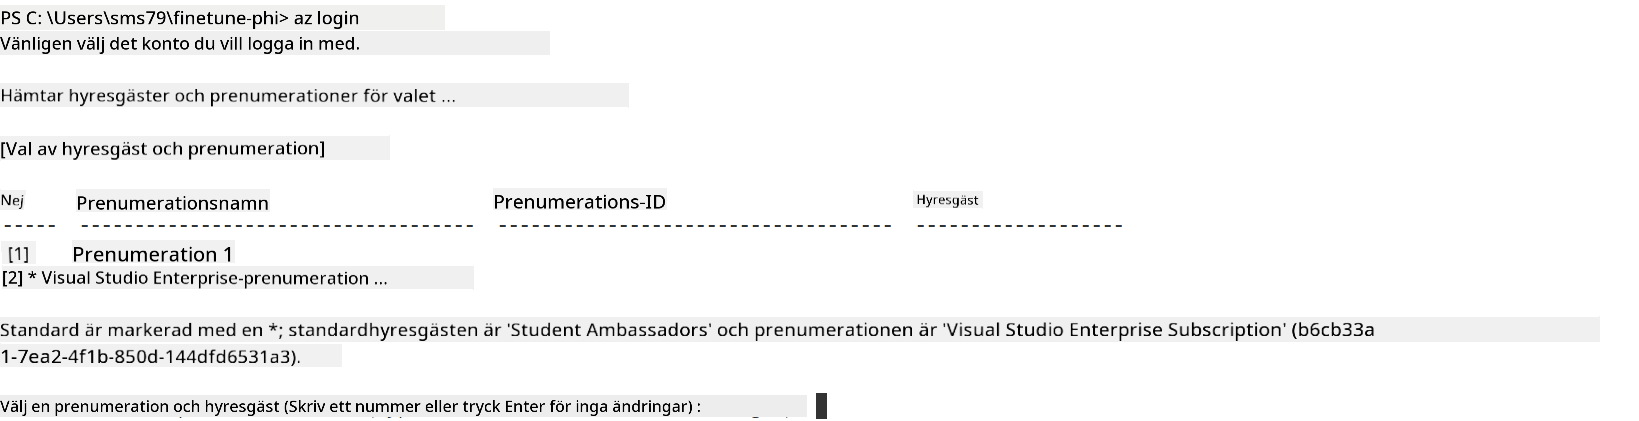 PS C: \Users\sms79\finetune-phi> az login
Vänligen välj det konto du vill logga in med.
Hämtar hyresgäster och prenumerationer för valet ...
[Val av hyresgäst och prenumeration]
Nej Prenumerationsnamn Prenumerations-ID Hyresgäst
----- ---------------------------------- ---------------------------------- -------------------
[1] Prenumeration 1
[2] * Visual Studio Enterprise-prenumeration ...
Standard är markerad med en *; standardhyresgästen är 'Student Ambassadors' och prenumerationen är 'Visual Studio Enterprise Subscription' (b6cb33a
1-7ea2-4f1b-850d-144dfd6531a3).
Välj en prenumeration och hyresgäst (Skriv ett nummer eller tryck Enter för inga ändringar) :